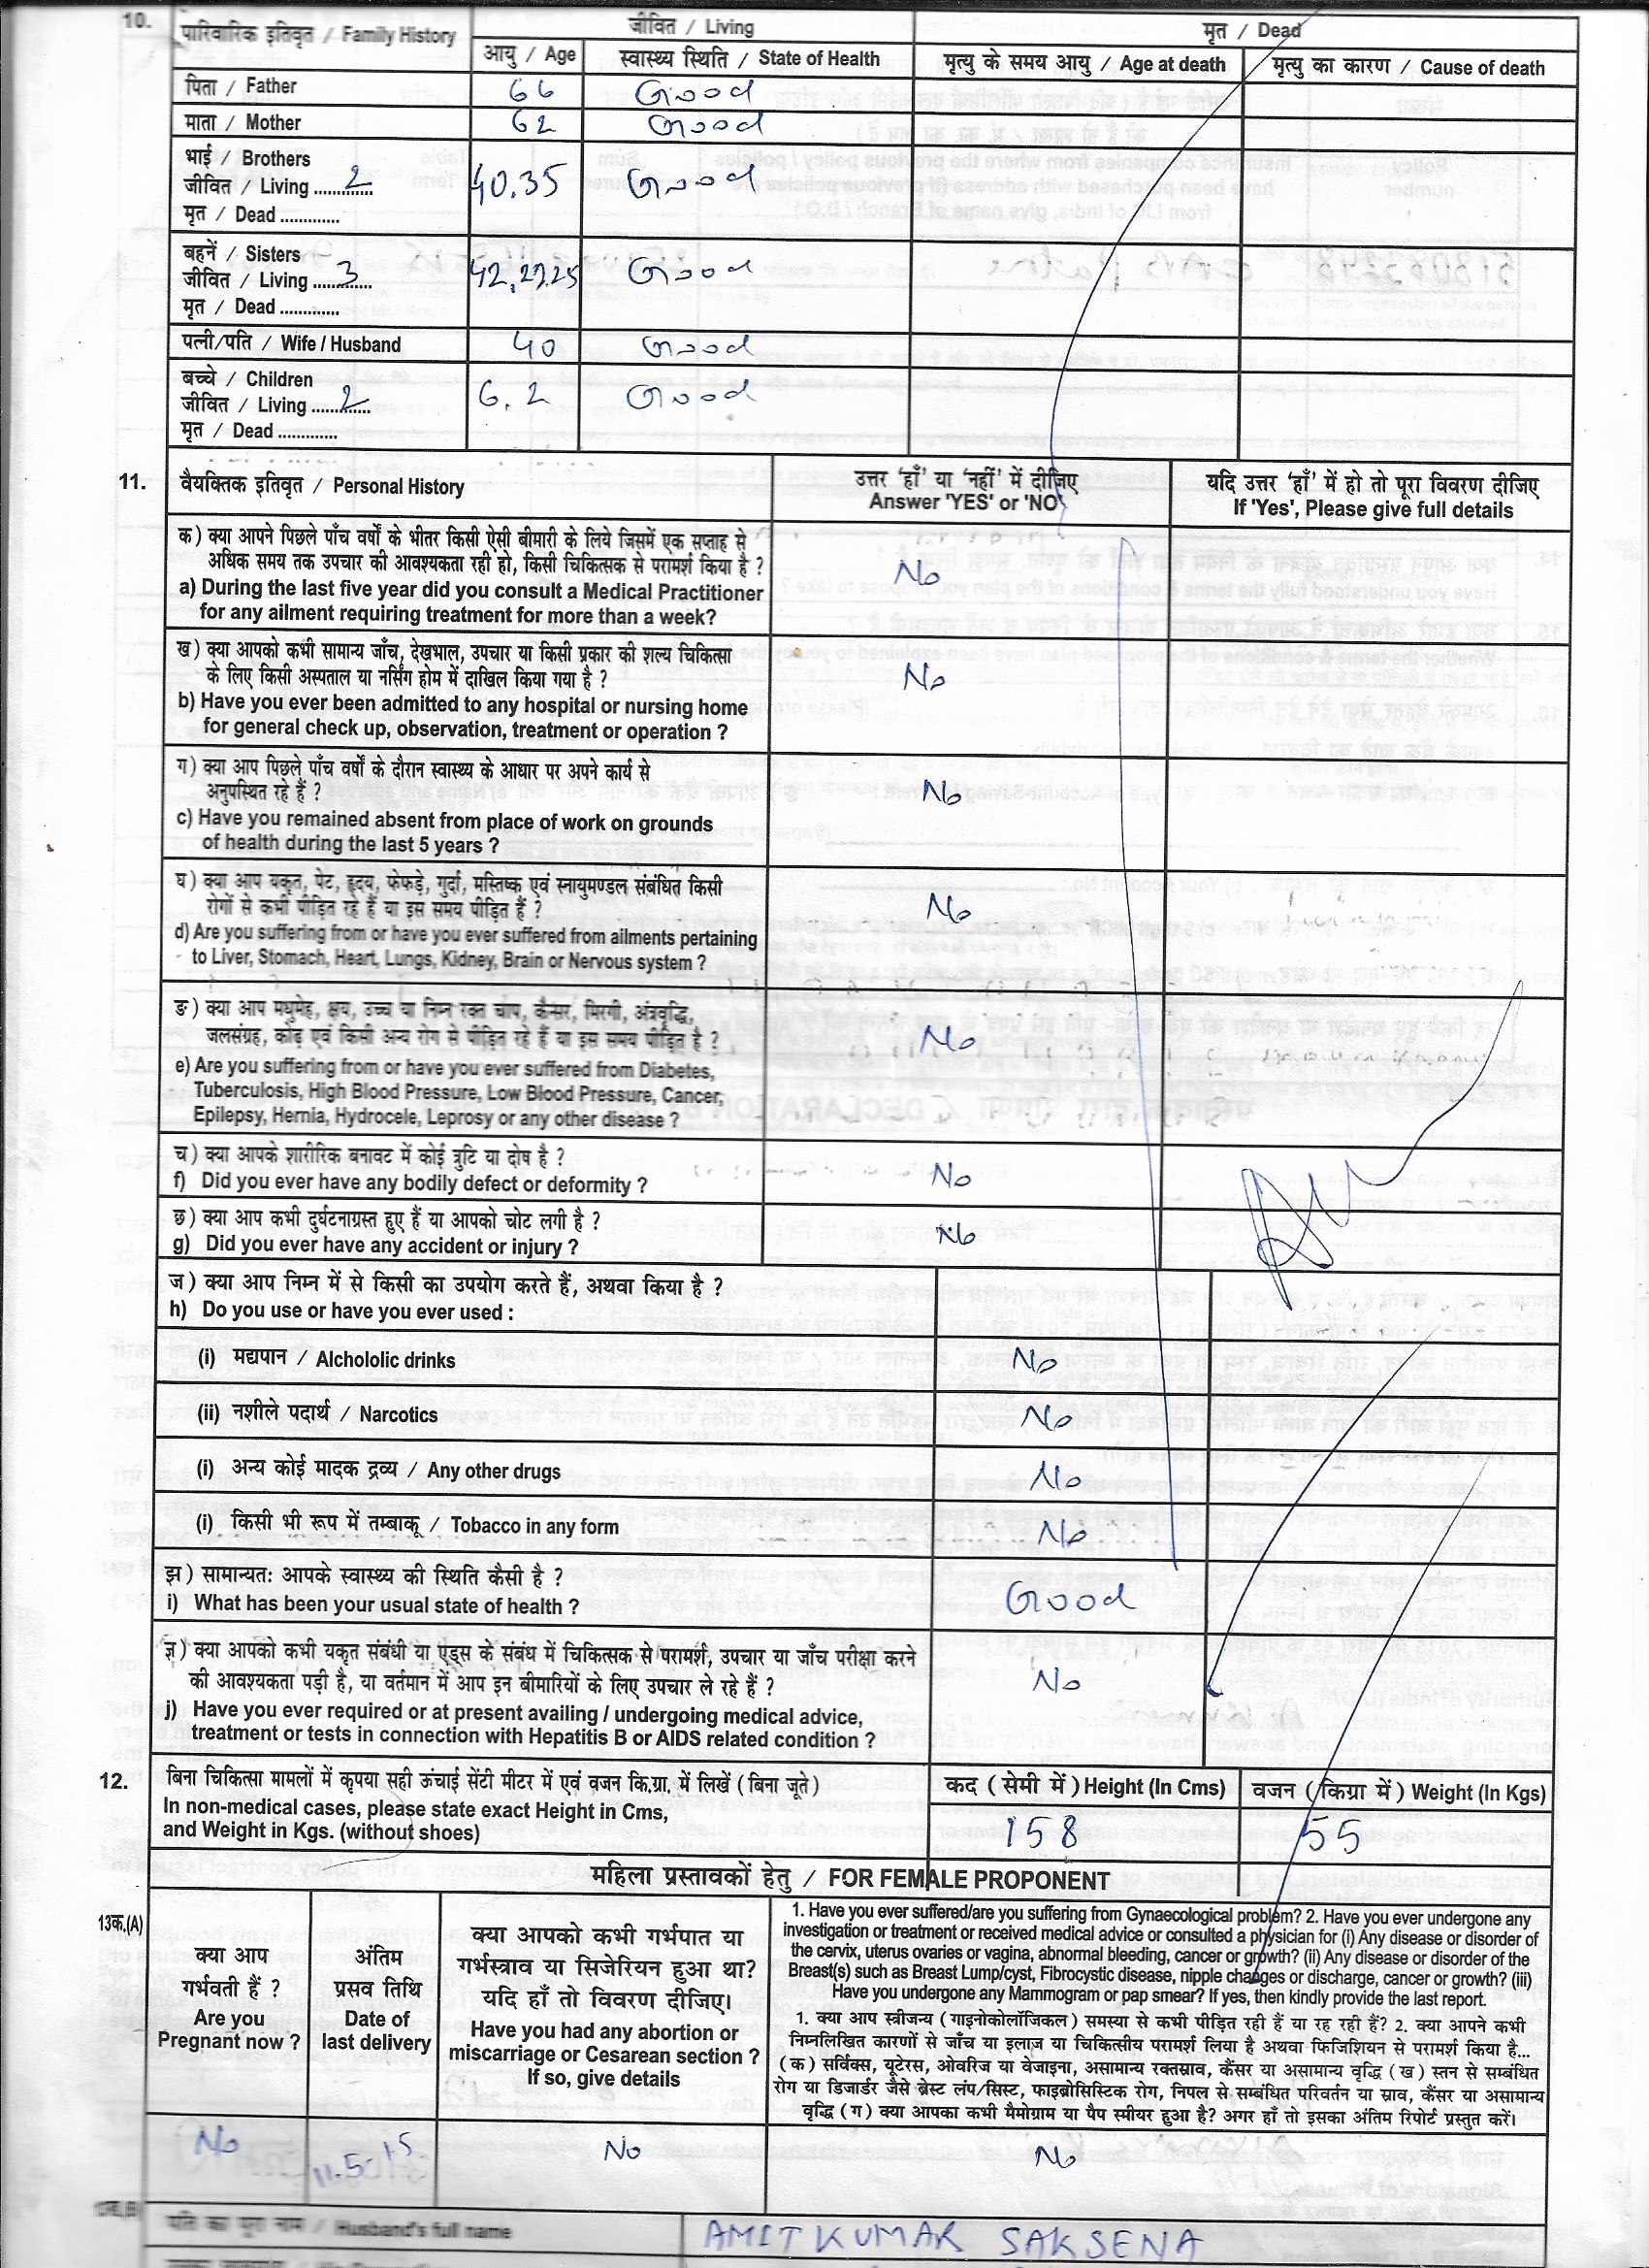 10. पारिवारिक इतिवृत / Family History
जीवित / Living
मृत / Dead
आयु / Age
स्वास्थ्य स्थिति / State of Health
मृत्यु के समय आयु / Age at death
मृत्यु का कारण / Cause of death
पिता / Father 66 Good
माता / Mother 62 Good
भाई / Brothers
जीवित / Living 2 40,35 Good
मृत / Dead .............
बहनें / Sisters
जीवित / Living 3 42,27,25 Good
मृत / Dead .............
पत्नी/पति / Wife / Husband 40 Good
बच्चे / Children
जीवित / Living 2 6, 2 Good
मृत / Dead .............
11. वैयक्तिक इतिवृत / Personal History
उत्तर 'हाँ' या 'नहीं' में दीजिए
Answer 'YES' or 'NO'
यदि उत्तर 'हाँ' में हो तो पूरा विवरण दीजिए
If 'Yes', Please give full details
क) क्या आपने पिछले पाँच वर्षों के भीतर किसी ऐसी बीमारी के लिये जिसमें एक सप्ताह से
अधिक समय तक उपचार की आवश्यकता रही हो, किसी चिकित्सक से परामर्श किया है ?
a) During the last five year did you consult a Medical Practitioner
for any ailment requiring treatment for more than a week?
No
ख) क्या आपको कभी सामान्य जाँच, देखभाल, उपचार या किसी प्रकार की शल्य चिकित्सा
के लिए किसी अस्पताल या नर्सिंग होम में दाखिल किया गया है ?
b) Have you ever been admitted to any hospital or nursing home
for general check up, observation, treatment or operation ?
No
ग) क्या आप पिछले पाँच वर्षों के दौरान स्वास्थ्य के आधार पर अपने कार्य से
अनुपस्थित रहे हैं ?
c) Have you remained absent from place of work on grounds
of health during the last 5 years ?
No
घ) क्या आप यकृत, पेट, हृदय, फेफड़े, गुर्दा, मस्तिष्क एवं स्नायुमण्डल संबंधित किसी
रोगों से कभी पीड़ित रहे हैं या इस समय पीड़ित हैं ?
d) Are you suffering from or have you ever suffered from ailments pertaining
to Liver, Stomach, Heart, Lungs, Kidney, Brain or Nervous system ?
No
ङ) क्या आप मधुमेह, क्षय, उच्च या निम्न रक्त चाप, कैंसर, मिरगी, अंत्रवृद्धि,
जलसंग्रह, कोढ़ एवं किसी अन्य रोग से पीड़ित रहे हैं या इस समय पीड़ित है ?
e) Are you suffering from or have you ever suffered from Diabetes,
Tuberculosis, High Blood Pressure, Low Blood Pressure, Cancer,
Epilepsy, Hernia, Hydrocele, Leprosy or any other disease ?
No
च) क्या आपके शारीरिक बनावट में कोई त्रुटि या दोष है ?
f) Did you ever have any bodily defect or deformity ?
No
छ) क्या आप कभी दुर्घटनाग्रस्त हुए हैं या आपको चोट लगी है ?
g) Did you ever have any accident or injury ?
No
ज) क्या आप निम्न में से किसी का उपयोग करते हैं, अथवा किया है ?
h) Do you use or have you ever used :
(i) मद्यपान / Alchololic drinks No
(ii) नशीले पदार्थ / Narcotics No
(i) अन्य कोई मादक द्रव्य / Any other drugs No
(i) किसी भी रूप में तम्बाकू / Tobacco in any form No
झ) सामान्यतः आपके स्वास्थ्य की स्थिति कैसी है ?
i) What has been your usual state of health ?
Good
ञ) क्या आपको कभी यकृत संबंधी या एड्स के संबंध में चिकित्सक से परामर्श, उपचार या जाँच परीक्षा करने
की आवश्यकता पड़ी है, या वर्तमान में आप इन बीमारियों के लिए उपचार ले रहे हैं ?
j) Have you ever required or at present availing / undergoing medical advice,
treatment or tests in connection with Hepatitis B or AIDS related condition ?
No
12. बिना चिकित्सा मामलों में कृपया सही ऊंचाई सेंटी मीटर में एवं वजन कि.ग्रा. में लिखें (बिना जूते)
In non-medical cases, please state exact Height in Cms,
and Weight in Kgs. (without shoes)
कद (सेमी में) Height (In Cms)
वजन (किग्रा में) Weight (In Kgs)
158
55
महिला प्रस्तावकों हेतु / FOR FEMALE PROPONENT
13क.(A)
क्या आप
गर्भवती हैं ?
Are you
Pregnant now ?
अंतिम
प्रसव तिथि
Date of
last delivery
क्या आपको कभी गर्भपात या
गर्भस्त्राव या सिजेरियन हुआ था?
यदि हाँ तो विवरण दीजिए।
Have you had any abortion or
miscarriage or Cesarean section ?
If so, give details
1. Have you ever suffered/are you suffering from Gynaecological problem? 2. Have you ever undergone any
investigation or treatment or received medical advice or consulted a physician for (i) Any disease or disorder of
the cervix, uterus ovaries or vagina, abnormal bleeding, cancer or growth? (ii) Any disease or disorder of the
Breast(s) such as Breast Lump/cyst, Fibrocystic disease, nipple changes or discharge, cancer or growth? (iii)
Have you undergone any Mammogram or pap smear? If yes, then kindly provide the last report.
1. क्या आप स्त्रीजन्य (गाइनोकोलॉजिकल) समस्या से कभी पीड़ित रही हैं या रह रही हैं? 2. क्या आपने कभी
निम्नलिखित कारणों से जाँच या इलाज या चिकित्सीय परामर्श लिया है अथवा फिजिशियन से परामर्श किया है...
(क) सर्विक्स, यूटेरस, ओवरिज या वेजाइना, असामान्य रक्तस्राव, कैंसर या असामान्य वृद्धि (ख) स्तन से सम्बंधित
रोग या डिजार्डर जैसे ब्रेस्ट लंप/सिस्ट, फाइब्रोसिस्टिक रोग, निपल से सम्बंधित परिवर्तन या स्राव, कैंसर या असामान्य
वृद्धि (ग) क्या आपका कभी मैमोग्राम या पैप स्मीयर हुआ है? अगर हाँ तो इसका अंतिम रिपोर्ट प्रस्तुत करें।
No 11.5-15 No No
पति का पूरा नाम / Husband's full name AMIT KUMAR SAKSENA